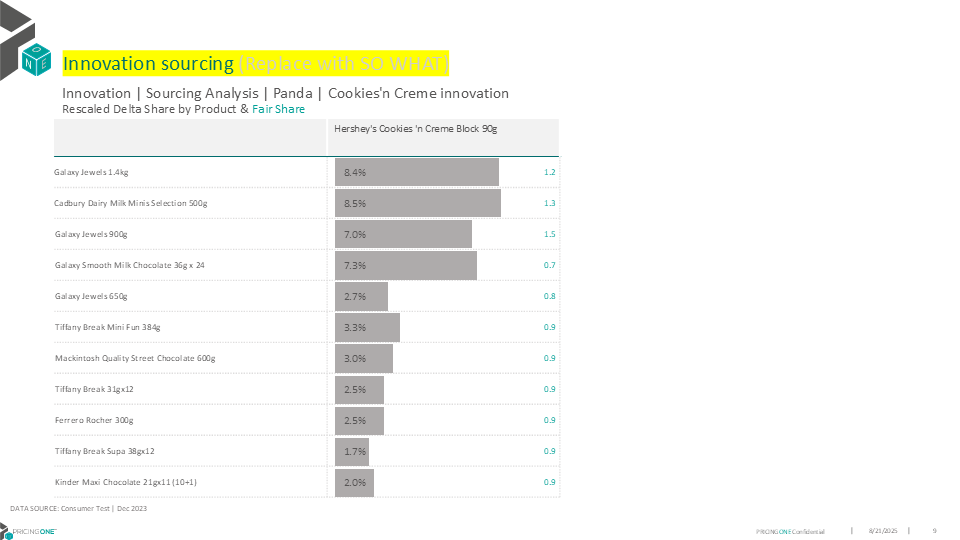 O
N E
Innovation sourcing (Replace with SO WHAT)
Innovation | Sourcing Analysis | Panda | Cookies'n Creme innovation
Rescaled Delta Share by Product & Fair Share
Hershey's Cookies 'n Creme Block 90g
Galaxy Jewels 1.4kg 8.4% 1.2
Cadbury Dairy Milk Minis Selection 500g 8.5% 1.3
Galaxy Jewels 900g 7.0% 1.5
Galaxy Smooth Milk Chocolate 36g x 24 7.3% 0.7
Galaxy Jewels 650g 2.7% 0.8
Tiffany Break Mini Fun 384g 3.3% 0.9
Mackintosh Quality Street Chocolate 600g 3.0% 0.9
Tiffany Break 31gx12 2.5% 0.9
Ferrero Rocher 300g 2.5% 0.9
Tiffany Break Supa 38gx12 1.7% 0.9
Kinder Maxi Chocolate 21gx11 (10+1) 2.0% 0.9
DATA SOURCE: Consumer Test | Dec 2023
PRICINGONE™ PRICINGONE Confidential | 8/21/2025 | 9